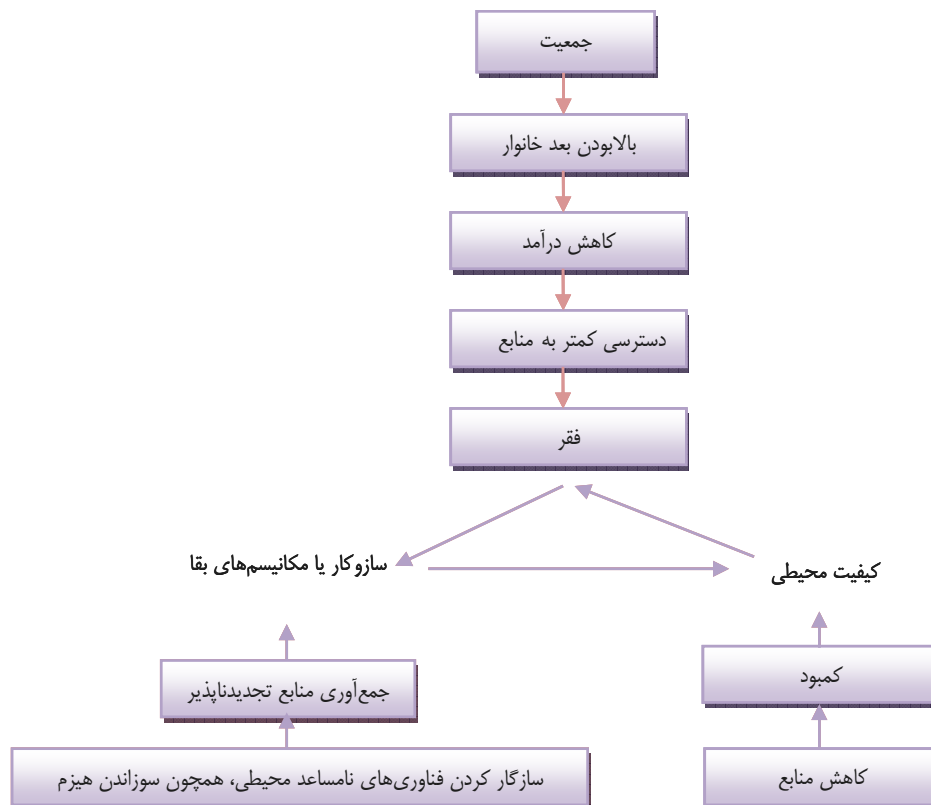 جمعیت
بالابودن بعد خانوار
کاهش درآمد
دسترسی کمتر به منابع
فقر
سازوکار یا مکانیسم‌های بقا
کیفیت محیطی
جمع‌آوری منابع تجدیدناپذیر
کمبود
سازگار کردن فناوری‌های نامساعد محیطی، همچون سوزاندن هیزم
کاهش منابع